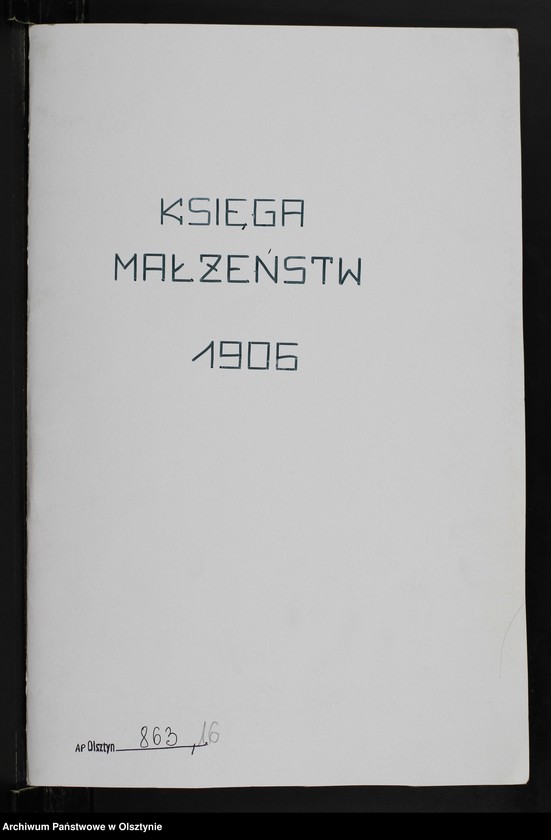 KSIĘGA
MAŁŻEŃSTW
1906
AP Olsztyn 863, 16
Archiwum Państwowe w Olsztynie